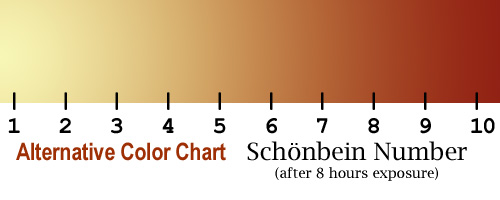 1 2 3 4 5 6 7 8 9 10
Alternative Color Chart Schönbein Number
(after 8 hours exposure)